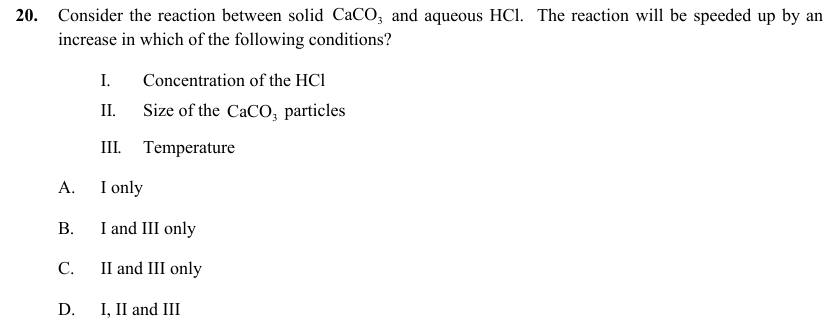 20. Consider the reaction between solid CaCO₃ and aqueous HCl. The reaction will be speeded up by an
increase in which of the following conditions?
I. Concentration of the HCl
II. Size of the CaCO₃ particles
III. Temperature
A. I only
B. I and III only
C. II and III only
D. I, II and III